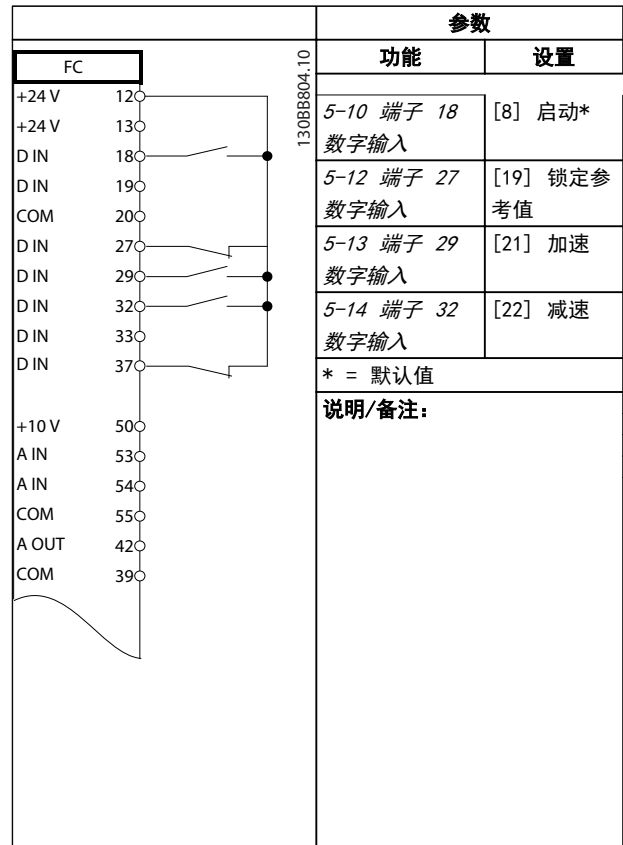 参数
FC
130BB804.10
功能 设置
+24 V 12
+24 V 13
D IN 18
D IN 19
COM 20
D IN 27
D IN 29
D IN 32
D IN 33
D IN 37
+10 V 50
A IN 53
A IN 54
COM 55
A OUT 42
COM 39
5-10 端子 18 [8] 启动*
数字输入
5-12 端子 27 [19] 锁定参
数字输入 考值
5-13 端子 29 [21] 加速
数字输入
5-14 端子 32 [22] 减速
数字输入
* = 默认值
说明/备注：